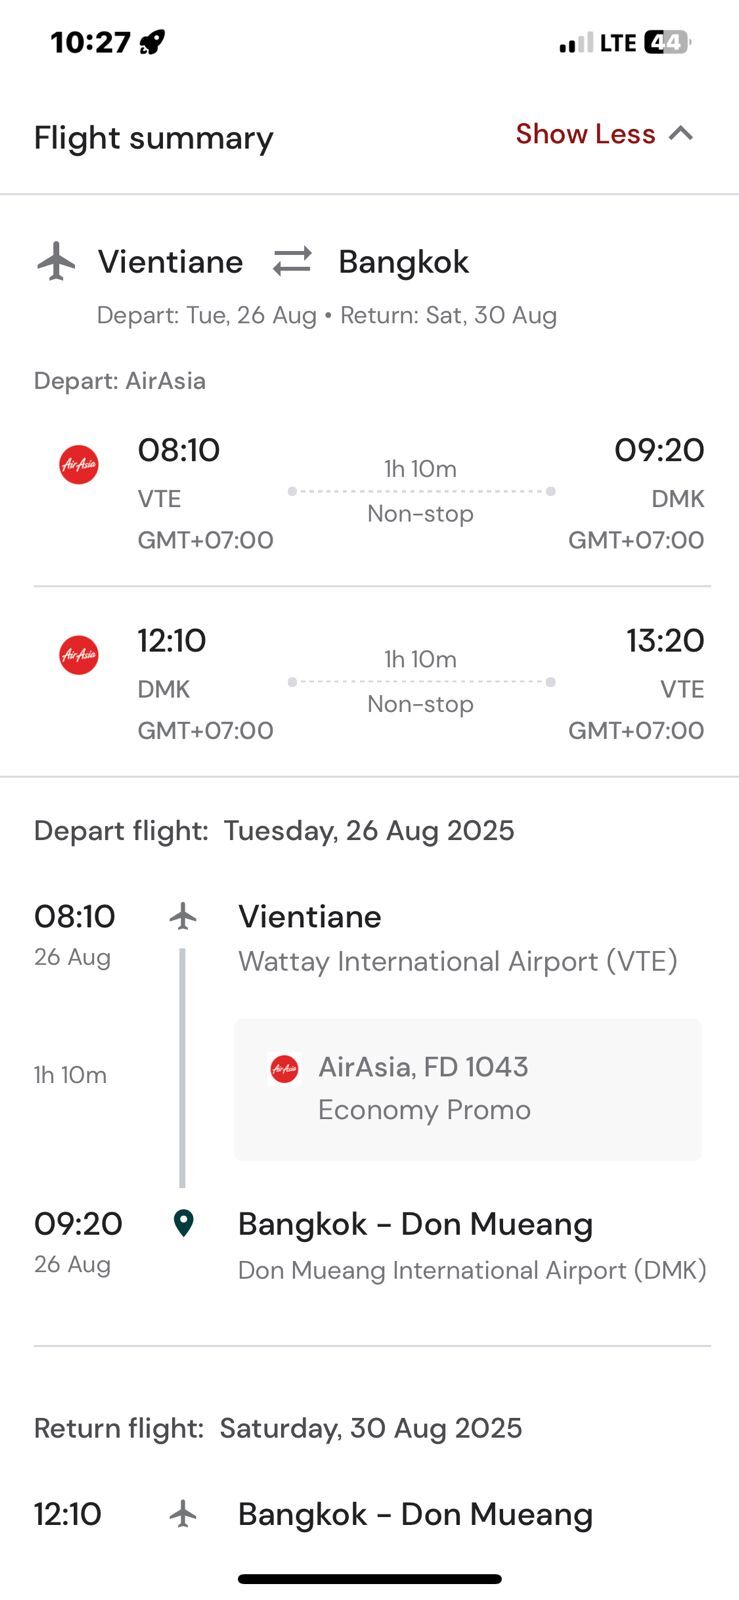 10:27 LTE 44
Flight summary Show Less
Vientiane Bangkok
Depart: Tue, 26 Aug • Return: Sat, 30 Aug
Depart: AirAsia
AirAsia
08:10 1h 10m 09:20
VTE Non-stop DMK
GMT+07:00 GMT+07:00
AirAsia
12:10 1h 10m 13:20
DMK Non-stop VTE
GMT+07:00 GMT+07:00
Depart flight: Tuesday, 26 Aug 2025
08:10 Vientiane
26 Aug Wattay International Airport (VTE)
1h 10m
AirAsia AirAsia, FD 1043
Economy Promo
09:20 Bangkok - Don Mueang
26 Aug Don Mueang International Airport (DMK)
Return flight: Saturday, 30 Aug 2025
12:10 Bangkok - Don Mueang